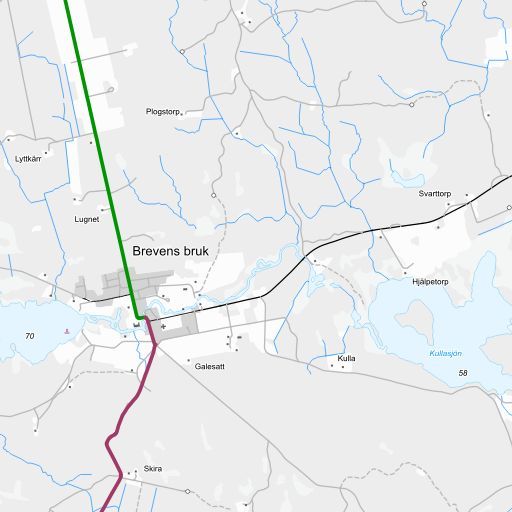 Plogstorp
Lyttkärr
Svarttorp
Lugnet
Brevens bruk
Hjälpetorp
70
Kulla
Kullasjön
Galesatt
58
Skira